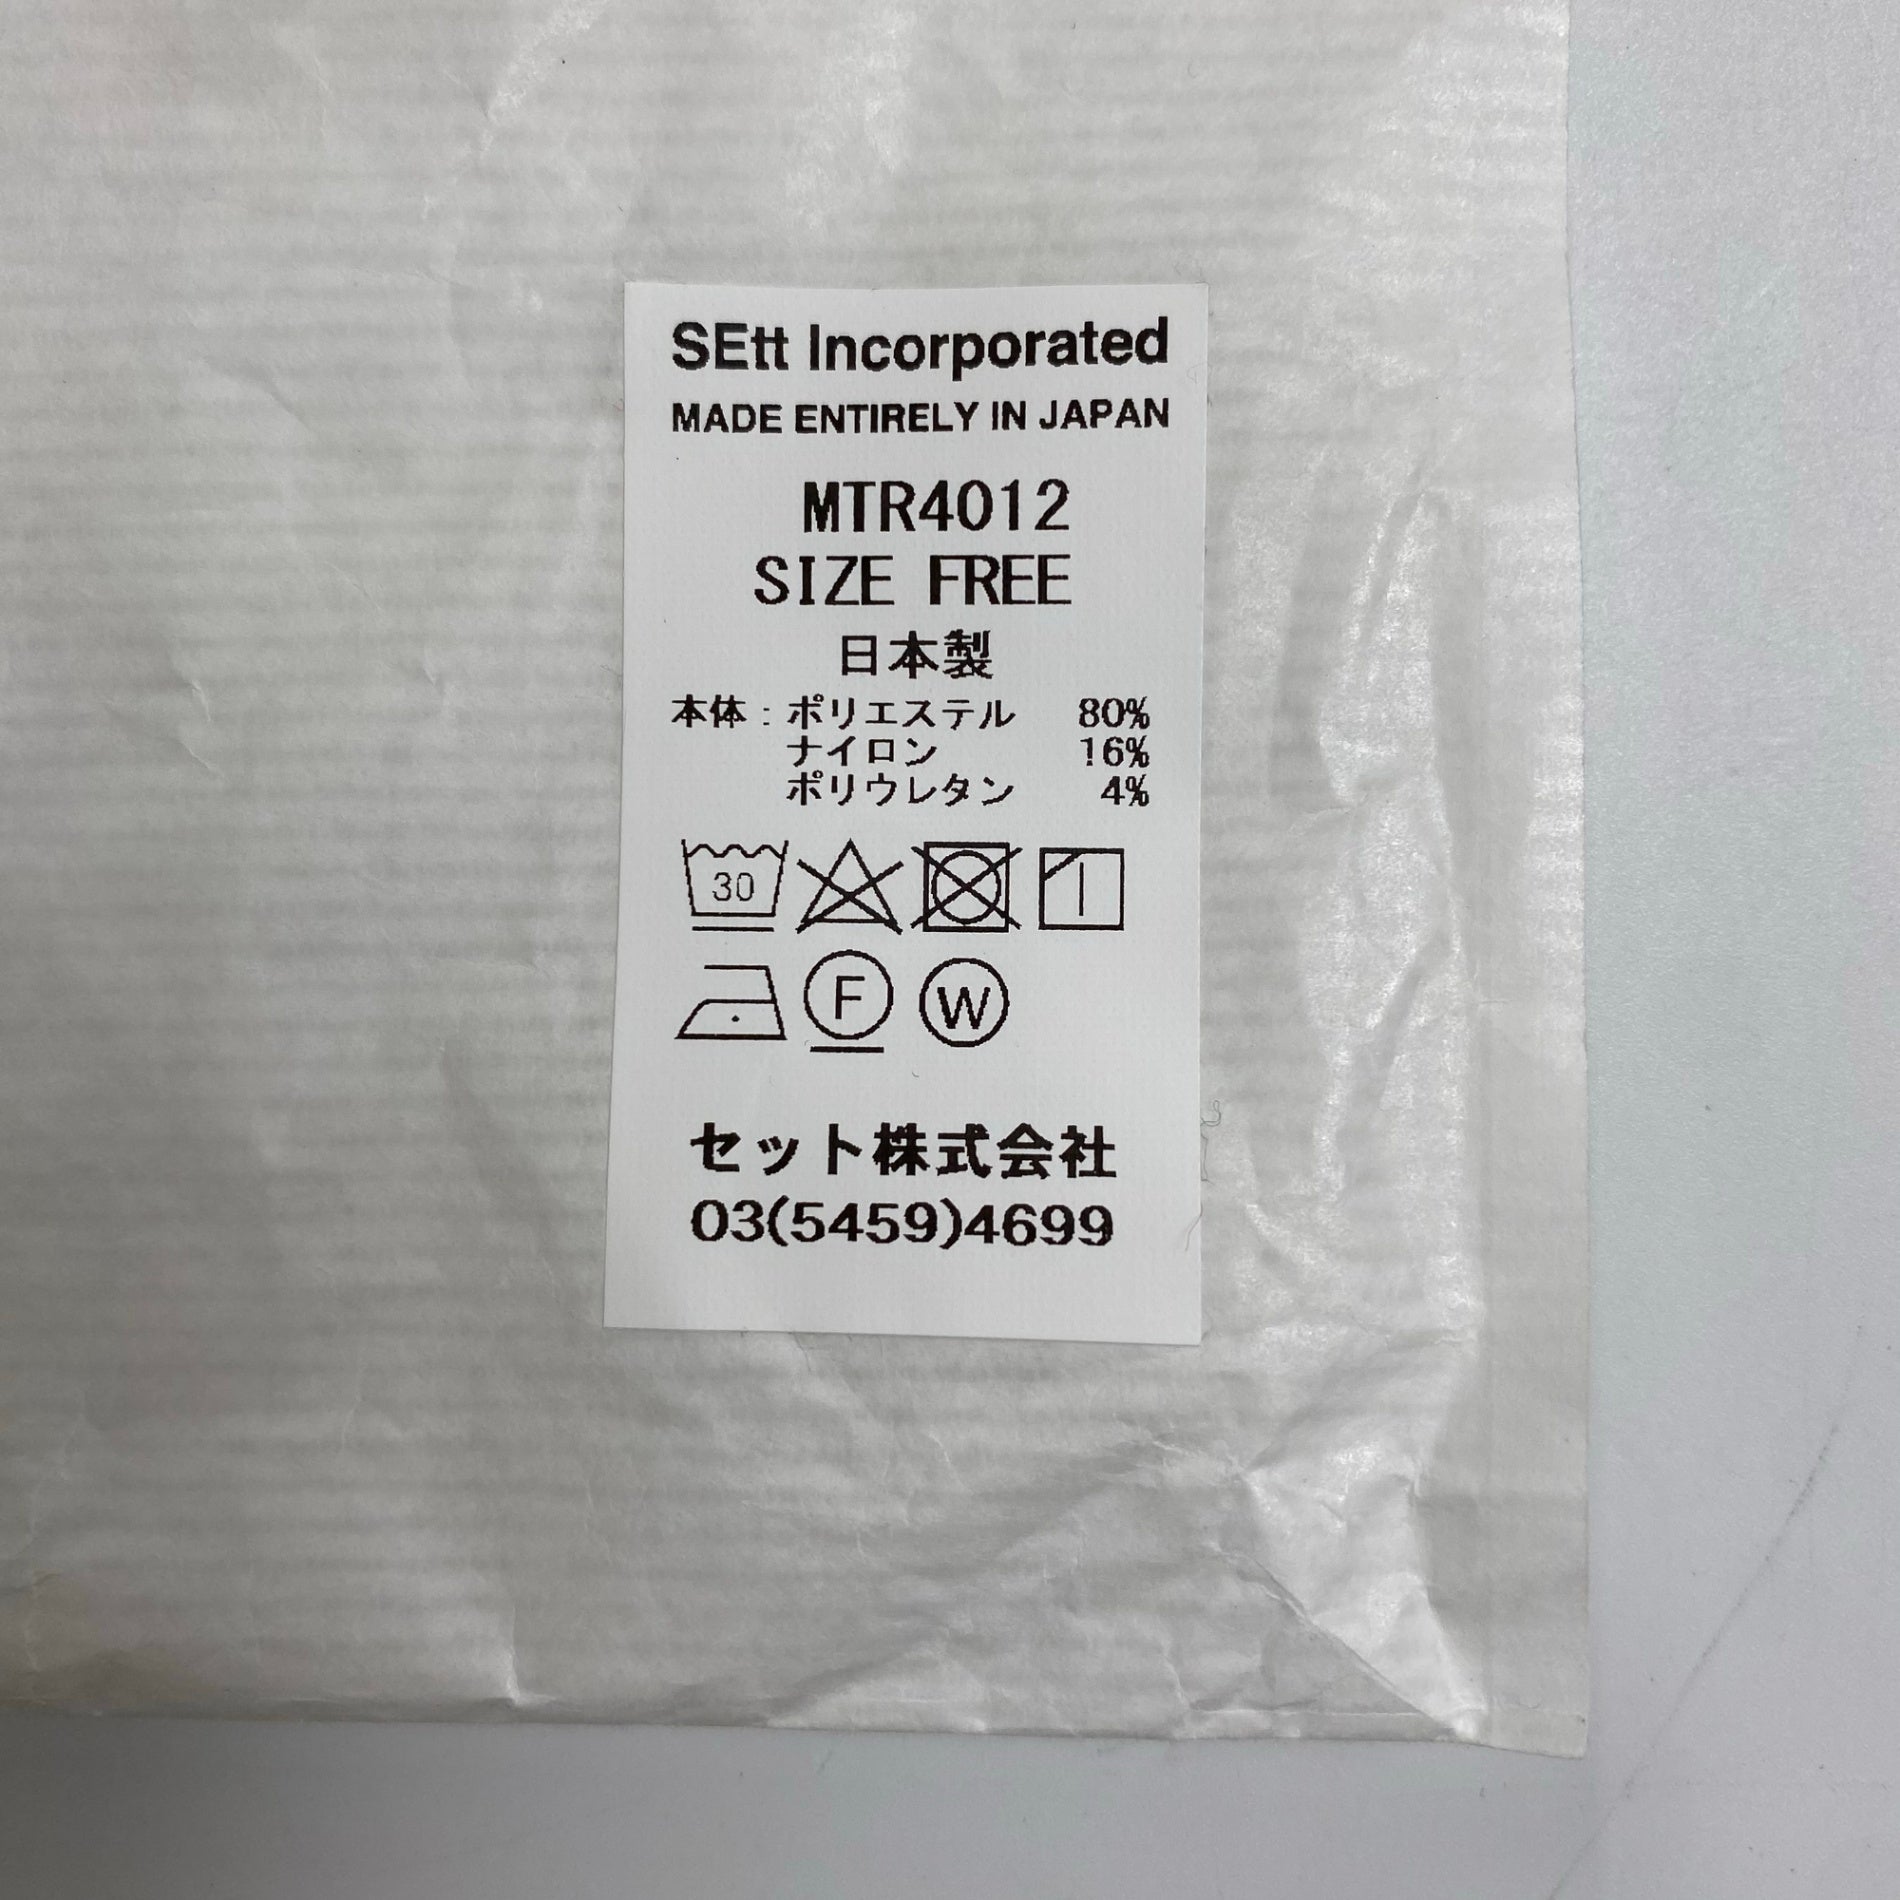 SEtt Incorporated
MADE ENTIRELY IN JAPAN
MTR4012
SIZE FREE
日本製
本体：ポリエステル 80%
ナイロン 16%
ポリウレタン 4%
30
F W
セット株式会社
03(5459)4699